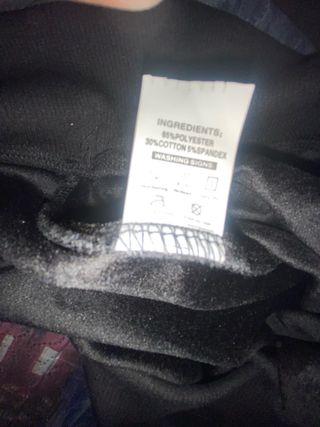 INGREDIENTS:
65%POLYESTER
30%COTTON 5%SPANDEX
WASHING SIGNS